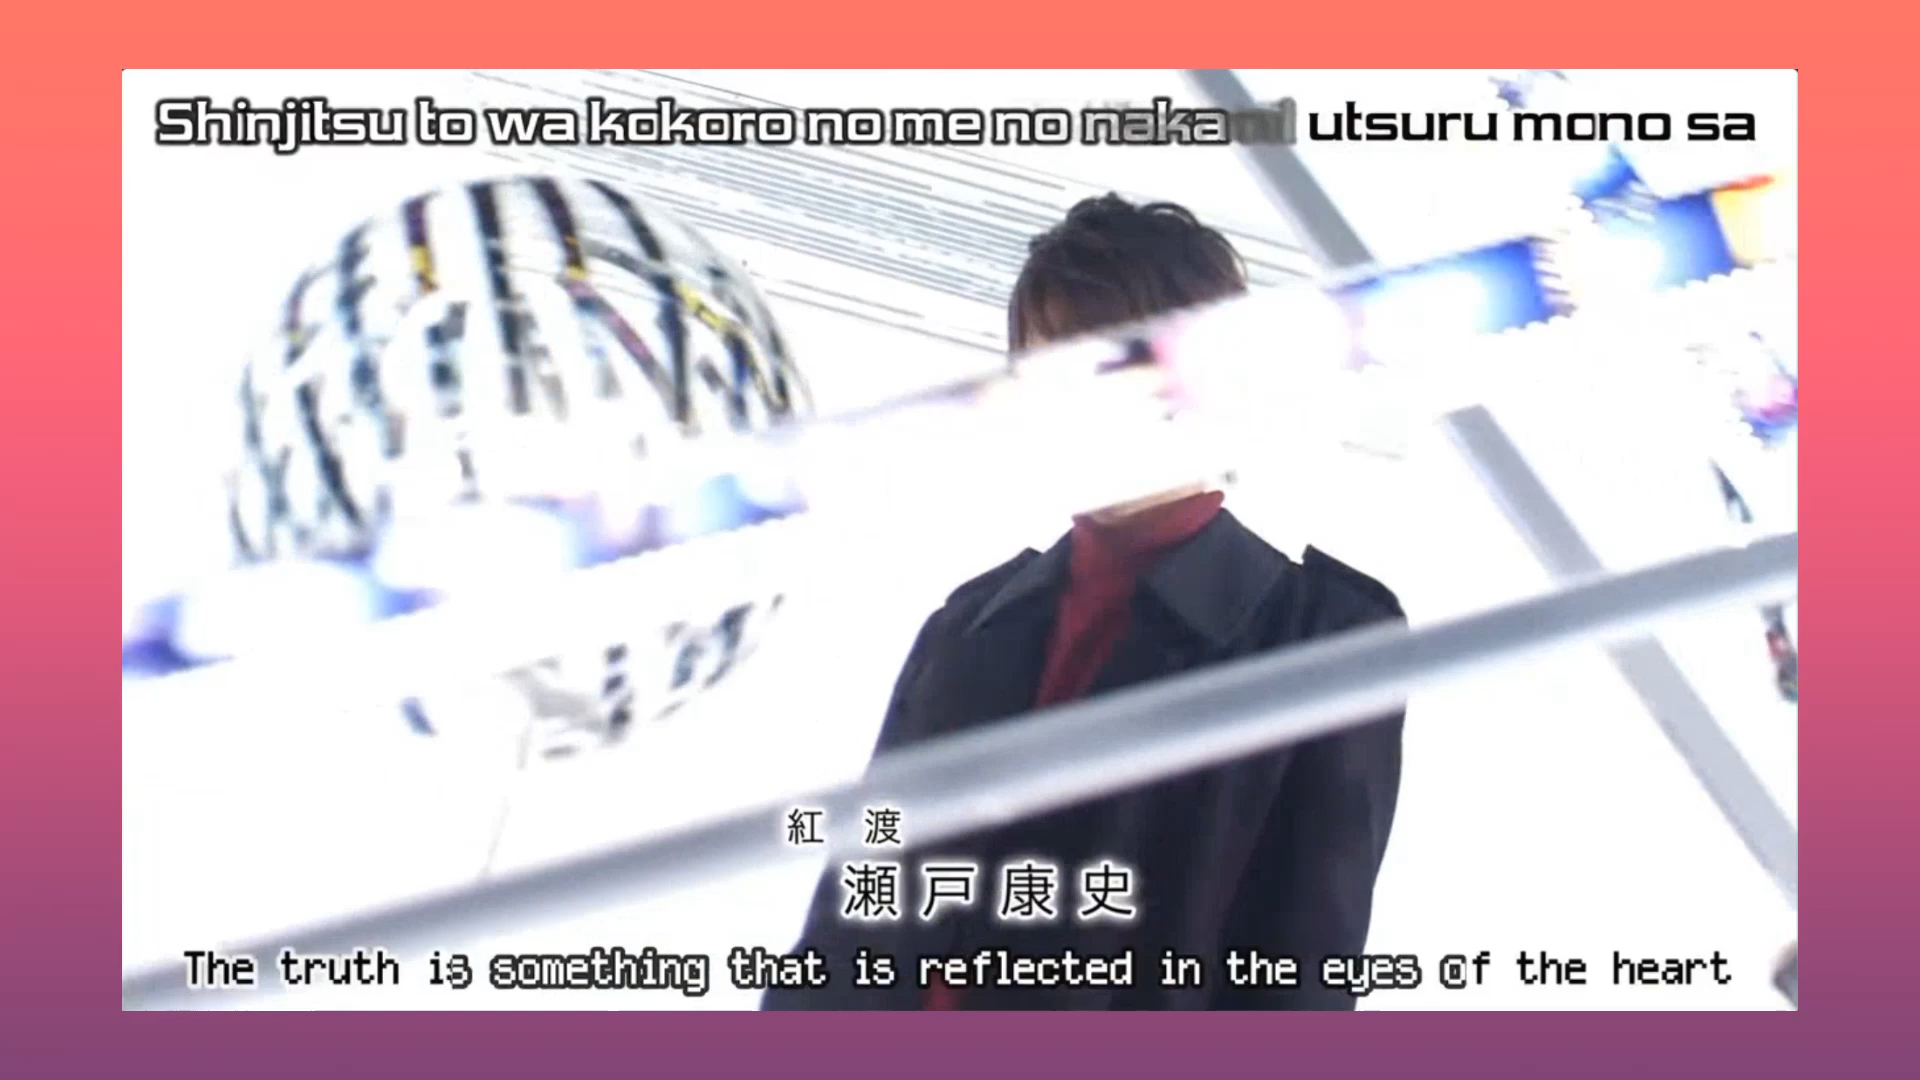 Shinjitsu to wa kokoro no me no naka ni utsuru mono sa
紅 渡
瀬戸康史
The truth is something that is reflected in the eyes of the heart